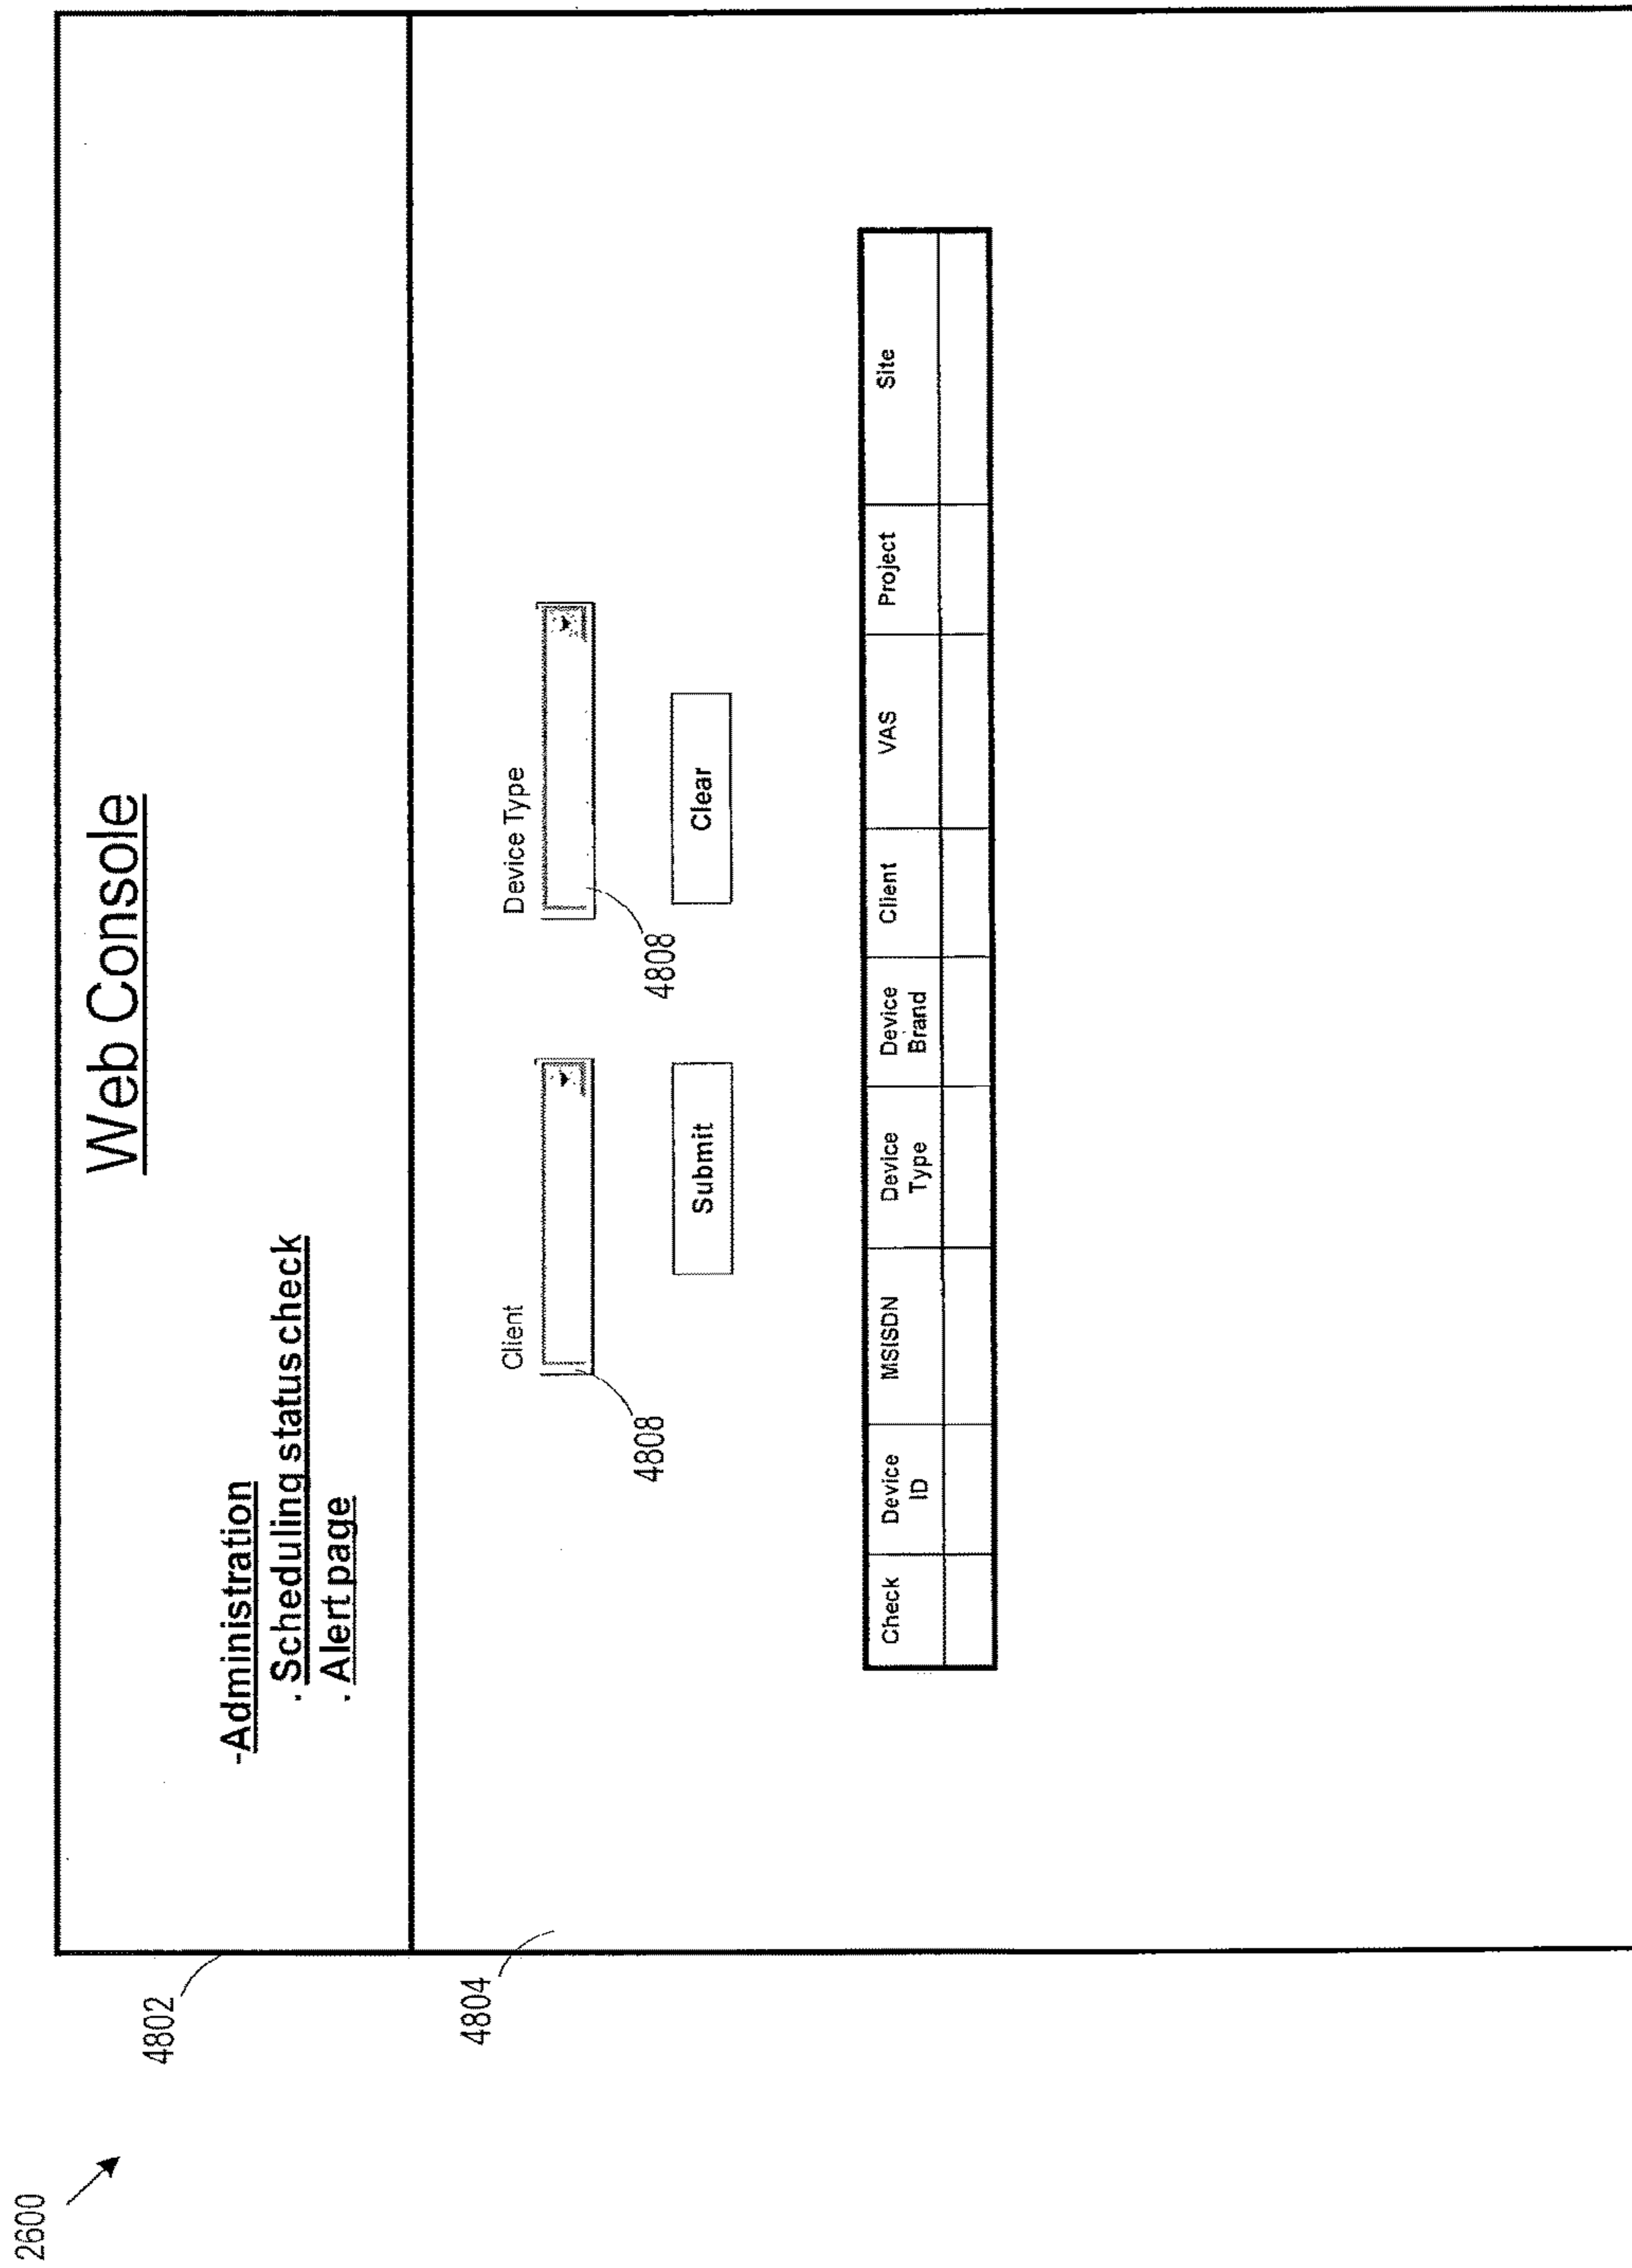 2600
4802
Web Console
-Administration
. Scheduling status check
. Alert page
4804
Client
Device Type
4808
4808
Submit
Clear
Check
Device ID
MSISDN
Device Type
Device Brand
Client
VAS
Project
Site